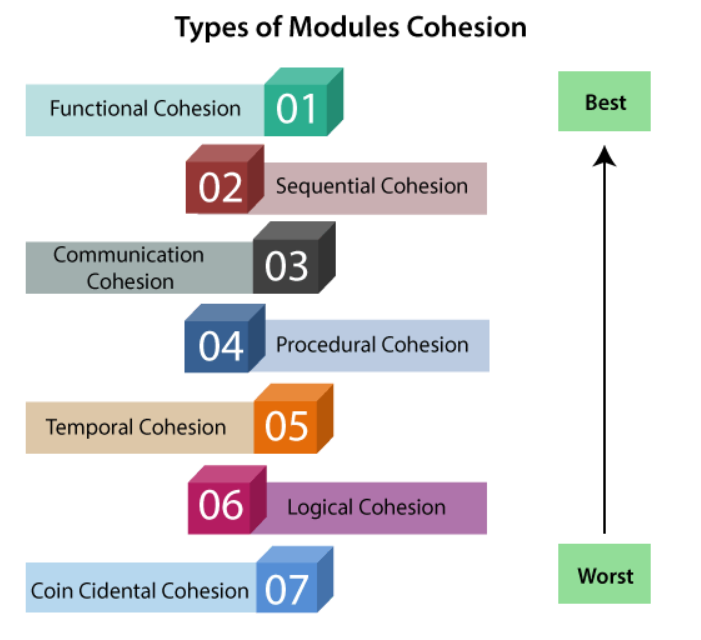 Types of Modules Cohesion
Functional Cohesion 01
Best
02 Sequential Cohesion
Communication
Cohesion
03
04 Procedural Cohesion
Temporal Cohesion 05
06 Logical Cohesion
Coin Cidental Cohesion 07
Worst